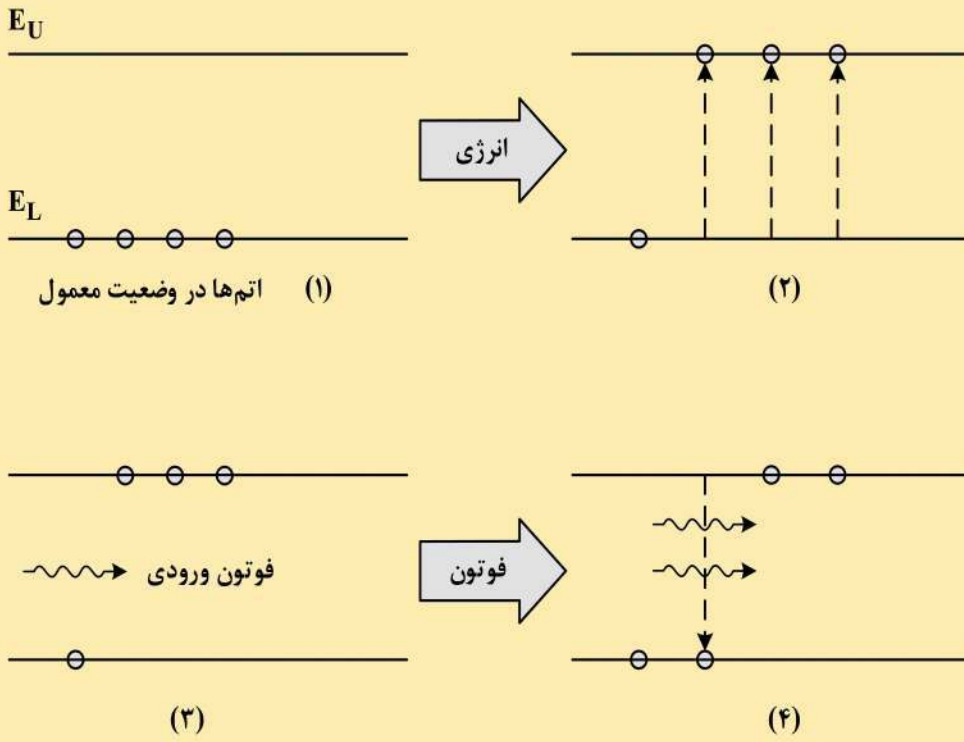 E_U
انرژی
E_L
(۱) اتم‌ها در وضعیت معمول
(۲)
فوتون ورودی
فوتون
(۳)
(۴)